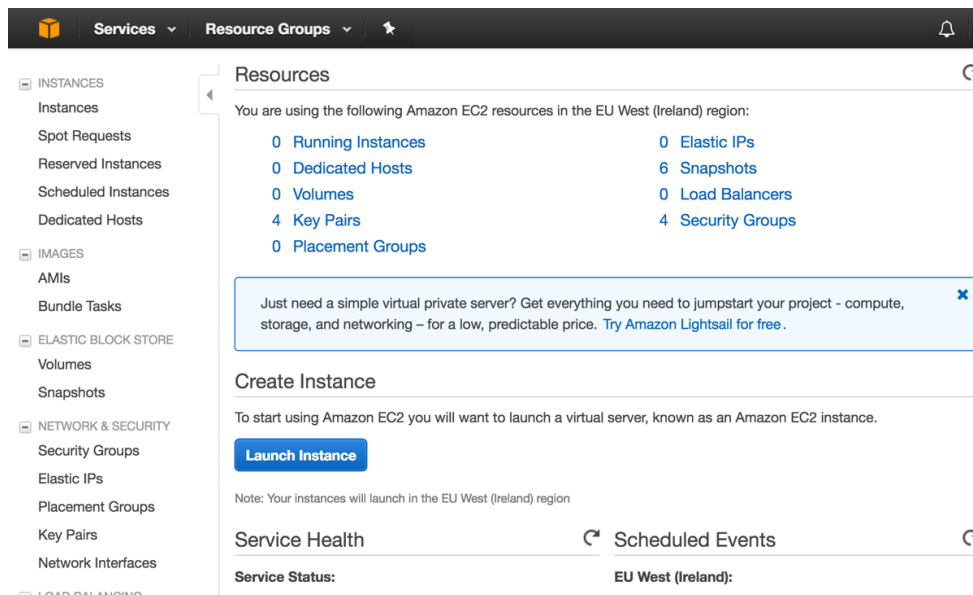 Services
Resource Groups
INSTANCES
Instances
Spot Requests
Reserved Instances
Scheduled Instances
Dedicated Hosts
IMAGES
AMIs
Bundle Tasks
ELASTIC BLOCK STORE
Volumes
Snapshots
NETWORK & SECURITY
Security Groups
Elastic IPs
Placement Groups
Key Pairs
Network Interfaces
LOAD BALANCING
Resources
You are using the following Amazon EC2 resources in the EU West (Ireland) region:
0 Running Instances
0 Dedicated Hosts
0 Volumes
4 Key Pairs
0 Placement Groups
0 Elastic IPs
6 Snapshots
0 Load Balancers
4 Security Groups
Just need a simple virtual private server? Get everything you need to jumpstart your project - compute,
storage, and networking – for a low, predictable price. Try Amazon Lightsail for free.
Create Instance
To start using Amazon EC2 you will want to launch a virtual server, known as an Amazon EC2 instance.
Launch Instance
Note: Your instances will launch in the EU West (Ireland) region
Service Health
Service Status:
Scheduled Events
EU West (Ireland):